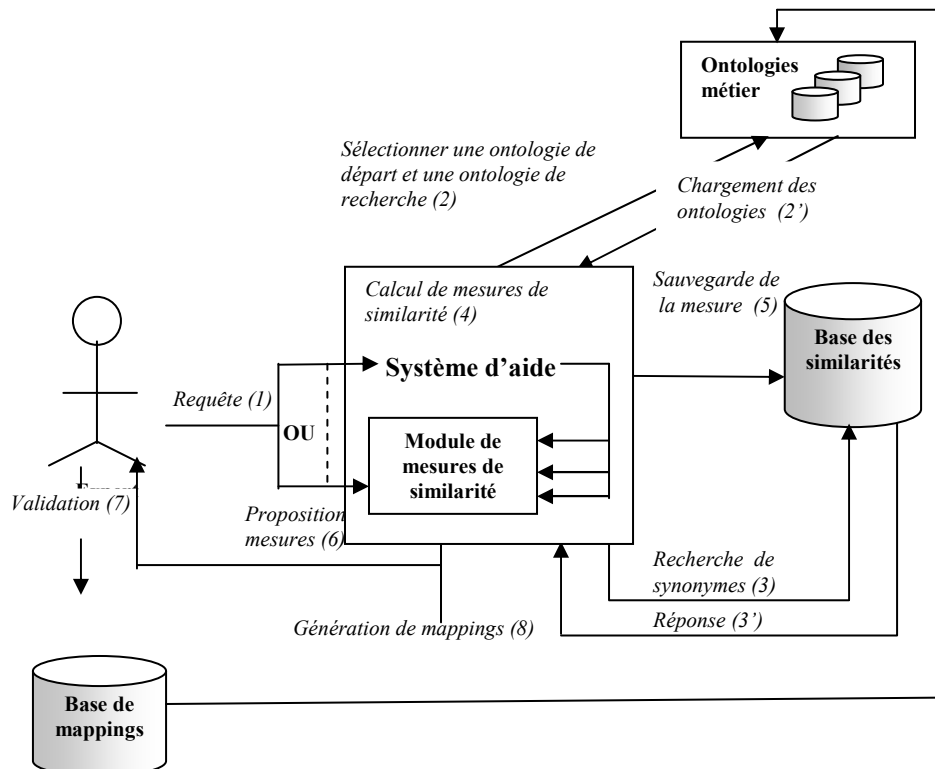 Ontologies
métier
Sélectionner une ontologie de
départ et une ontologie de
recherche (2)
Chargement des
ontologies (2’)
Calcul de mesures de
similarité (4)
Sauvegarde de
la mesure (5)
Base des
similarités
Système d’aide
Requête (1)
OU
Module de
mesures de
similarité
Validation (7)
Proposition
mesures (6)
Recherche de
synonymes (3)
Réponse (3’)
Génération de mappings (8)
Base de
mappings